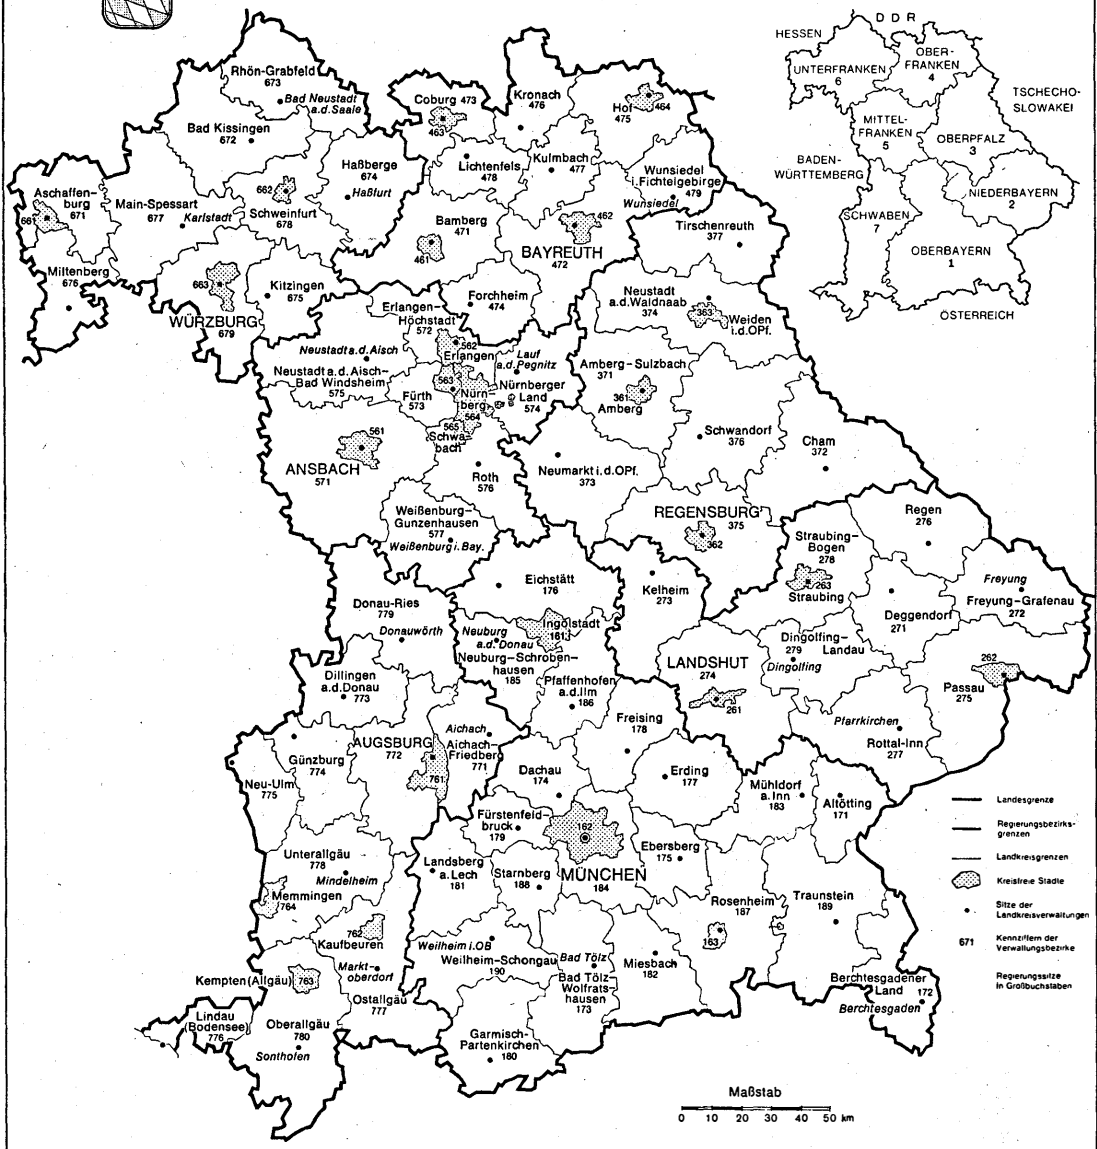 DDR
HESSEN
OBER-
FRANKEN
4
UNTERFRANKEN
6
TSCHECHO-
SLOWAKEI
MITTEL-
FRANKEN
5
OBERPFALZ
3
BADEN-
WÜRTTEMBERG
NIEDERBAYERN
2
SCHWABEN
7
OBERBAYERN
1
ÖSTERREICH
Rhön-Grabfeld
673
Bad Neustadt
a.d. Saale
Coburg 473
463
Kronach
476
Hof
475
464
Bad Kissingen
672
Haßberge
674
Haßfurt
Lichtenfels
478
Kulmbach
477
Wunsiedel
i.Fichtelgebirge
479
Wunsiedel
Aschaffen-
burg
671
661
Main-Spessart
677
Karlstadt
662
Schweinfurt
678
Bamberg
471
461
462
BAYREUTH
472
Tirschenreuth
377
Miltenberg
676
663
WÜRZBURG
679
Kitzingen
675
Forchheim
474
Erlangen-
Höchstadt
572
562
Erlangen
Neustadt
a.d.Waldnaab
374
363
Weiden
i.d.OPf.
Neustadt a.d. Aisch
Neustadt a.d. Aisch-
Bad Windsheim
575
Lauf
a.d. Pegnitz
Nürnberger
Land
574
563
Fürth
573
Nürn-
berg
564
565
Schwa-
bach
Amberg-Sulzbach
371
361
Amberg
Schwandorf
376
Cham
372
561
ANSBACH
571
Roth
576
Neumarkt i.d.OPf.
373
Weißenburg-
Gunzenhausen
577
Weißenburg i. Bay.
REGENSBURG
375
362
Regen
276
Straubing-
Bogen
278
263
Straubing
Freyung
Freyung-Grafenau
272
Eichstätt
176
Kelheim
273
Deggendorf
271
Donau-Ries
779
Donauwörth
Neuburg
a.d. Donau
Ingolstadt
161
Neuburg-Schroben-
hausen
185
LANDSHUT
274
261
Dingolfing-
Landau
279
Dingolfing
262
Passau
275
Dillingen
a.d.Donau
773
Pfaffenhofen
a.d.Ilm
186
Freising
178
Pfarrkirchen
Rottal-Inn
277
AUGSBURG
772
761
Aichach
Aichach-
Friedberg
771
Günzburg
774
Neu-Ulm
775
Dachau
174
Erding
177
Mühldorf
a. Inn
183
Altötting
171
Fürstenfeld-
bruck
179
162
MÜNCHEN
184
Ebersberg
175
Unterallgäu
778
Mindelheim
Memmingen
764
Landsberg
a. Lech
181
Starnberg
188
Rosenheim
187
163
Traunstein
189
762
Kaufbeuren
Weilheim i.OB
Weilheim-Schongau
190
Bad Tölz
Bad Tölz-
Wolfrats-
hausen
173
Miesbach
182
Kempten (Allgäu)
763
Markt-
oberdorf
Ostallgäu
777
Berchtesgadener
Land
172
Berchtesgaden
Lindau
(Bodensee)
776
Oberallgäu
780
Sonthofen
Garmisch-
Partenkirchen
180
Landesgrenze
Regierungsbezirks-
grenzen
Landkreisgrenzen
Kreisfreie Städte
Sitze der
Landkreisverwaltungen
671
Kennziffern der
Verwaltungsbezirke
Regierungssitze
in Großbuchstaben
Maßstab
0 10 20 30 40 50 km